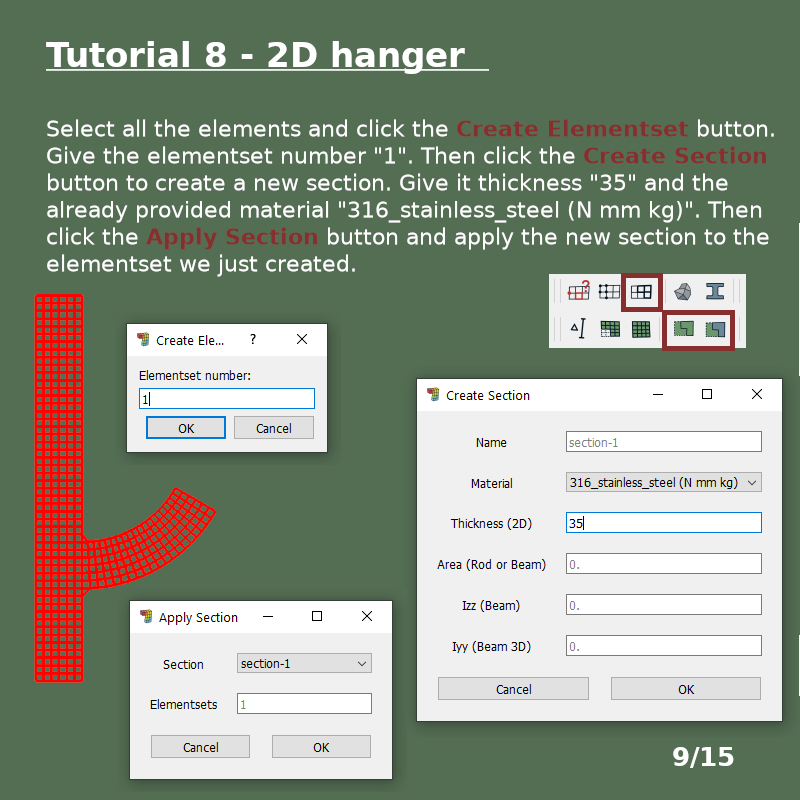 Tutorial 8 - 2D hanger
Select all the elements and click the Create Elementset button.
Give the elementset number "1". Then click the Create Section
button to create a new section. Give it thickness "35" and the
already provided material "316_stainless_steel (N mm kg)". Then
click the Apply Section button and apply the new section to the
elementset we just created.
Create Ele... ?
Elementset number:
1
OK Cancel
Create Section
Name section-1
Material 316_stainless_steel (N mm kg)
Thickness (2D) 35
Area (Rod or Beam) 0.
Izz (Beam) 0.
Iyy (Beam 3D) 0.
Cancel OK
Apply Section
Section section-1
Elementsets 1
Cancel OK
9/15